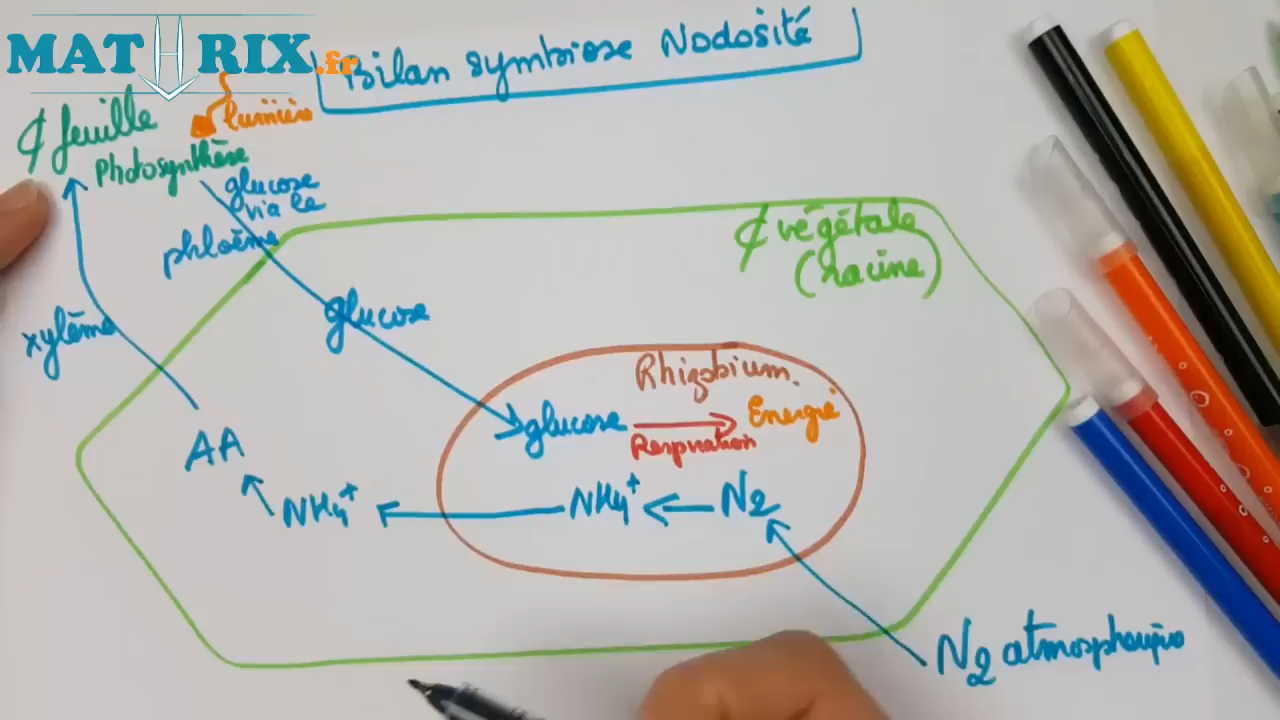 MATHRIX.fr
Bilan symbiose Nodosité
¢ feuille
lumière
Photosynthèse
glucose
via le
phloème
¢ végétale
(racine)
glucose
xylème
Rhizobium.
glucose
Energie
Respiration
AA
NH4+
NH4+
N2
N2 atmosphérique